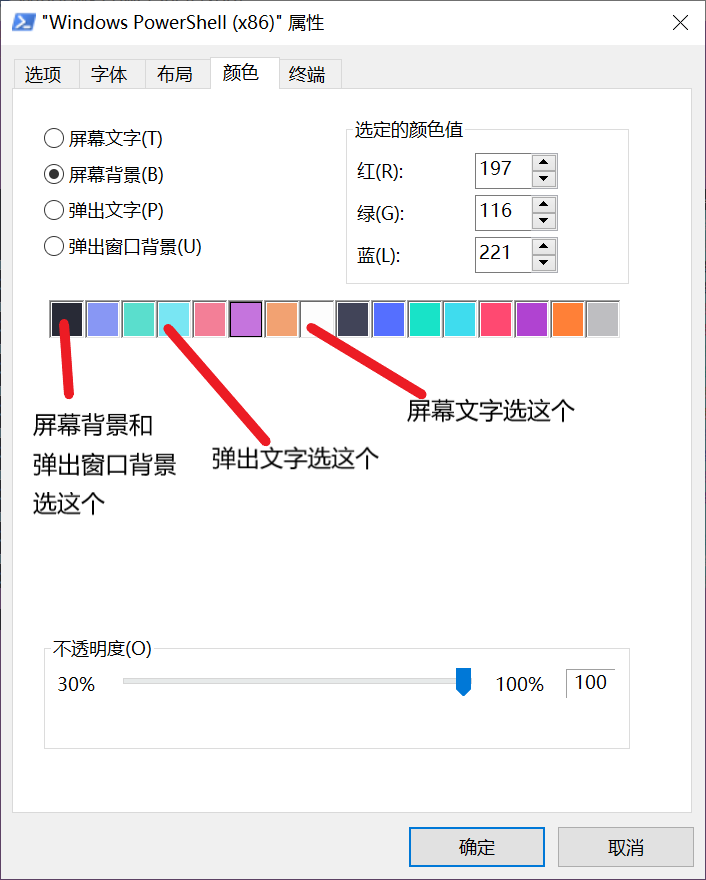 "Windows PowerShell (x86)" 属性
选项 字体 布局 颜色 终端
屏幕文字(T)
屏幕背景(B)
弹出文字(P)
弹出窗口背景(U)
选定的颜色值
红(R): 197
绿(G): 116
蓝(L): 221
屏幕背景和
弹出窗口背景
选这个
弹出文字选这个
屏幕文字选这个
不透明度(O)
30% 100% 100
确定 取消